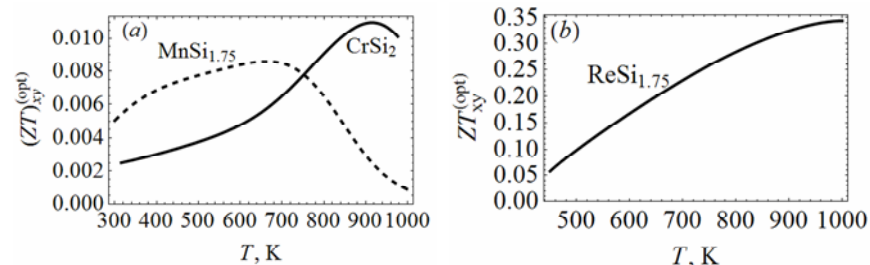 (a)
MnSi1.75
CrSi2
(ZT)xy(opt)
0.010
0.008
0.006
0.004
0.002
0.000
300 400 500 600 700 800 900 1000
T, K
(b)
ReSi1.75
ZTxy(opt)
0.35
0.30
0.25
0.20
0.15
0.10
0.05
0.00
500 600 700 800 900 1000
T, K